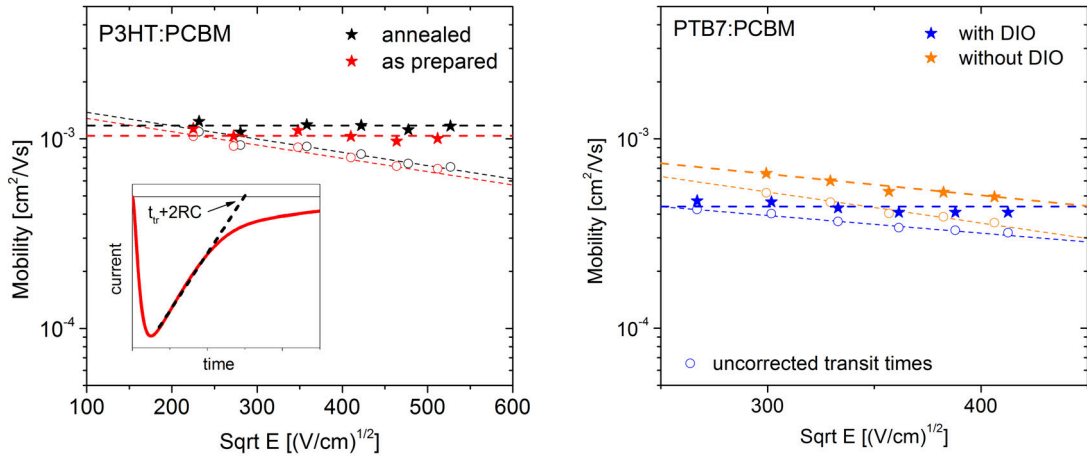 P3HT:PCBM
★ annealed
★ as prepared
Mobility [cm²/Vs]
10⁻³
10⁻⁴
t_tr+2RC
current
time
100 200 300 400 500 600
Sqrt E [(V/cm)^1/2]
PTB7:PCBM
★ with DIO
★ without DIO
Mobility [cm²/Vs]
10⁻³
10⁻⁴
○ uncorrected transit times
300 400
Sqrt E [(V/cm)^1/2]